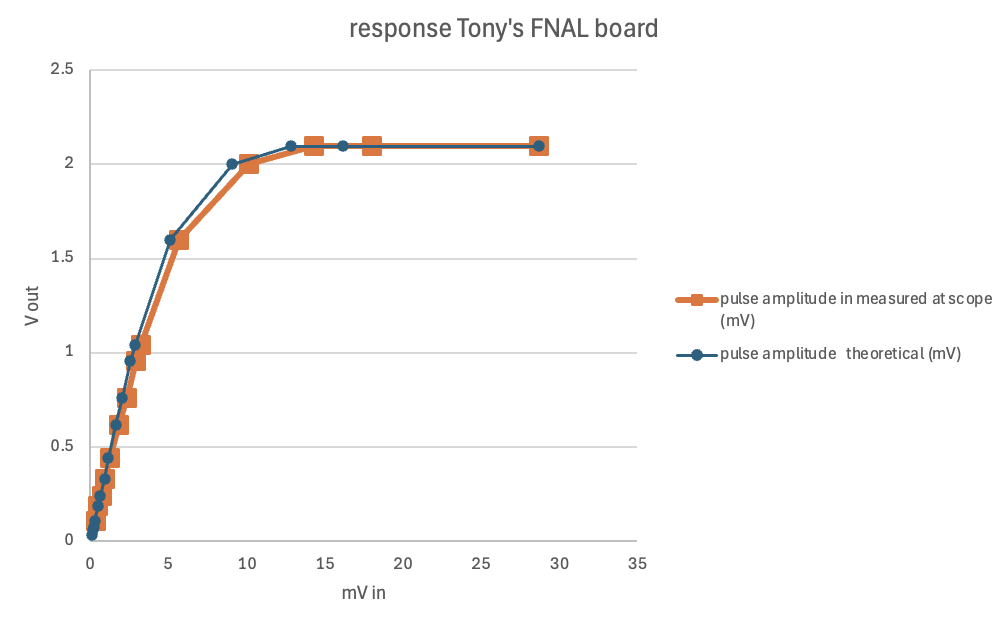 response Tony's FNAL board
2.5
2
1.5
1
0.5
0
V out
0 5 10 15 20 25 30 35
mV in
pulse amplitude in measured at scope
(mV)
pulse amplitude theoretical (mV)